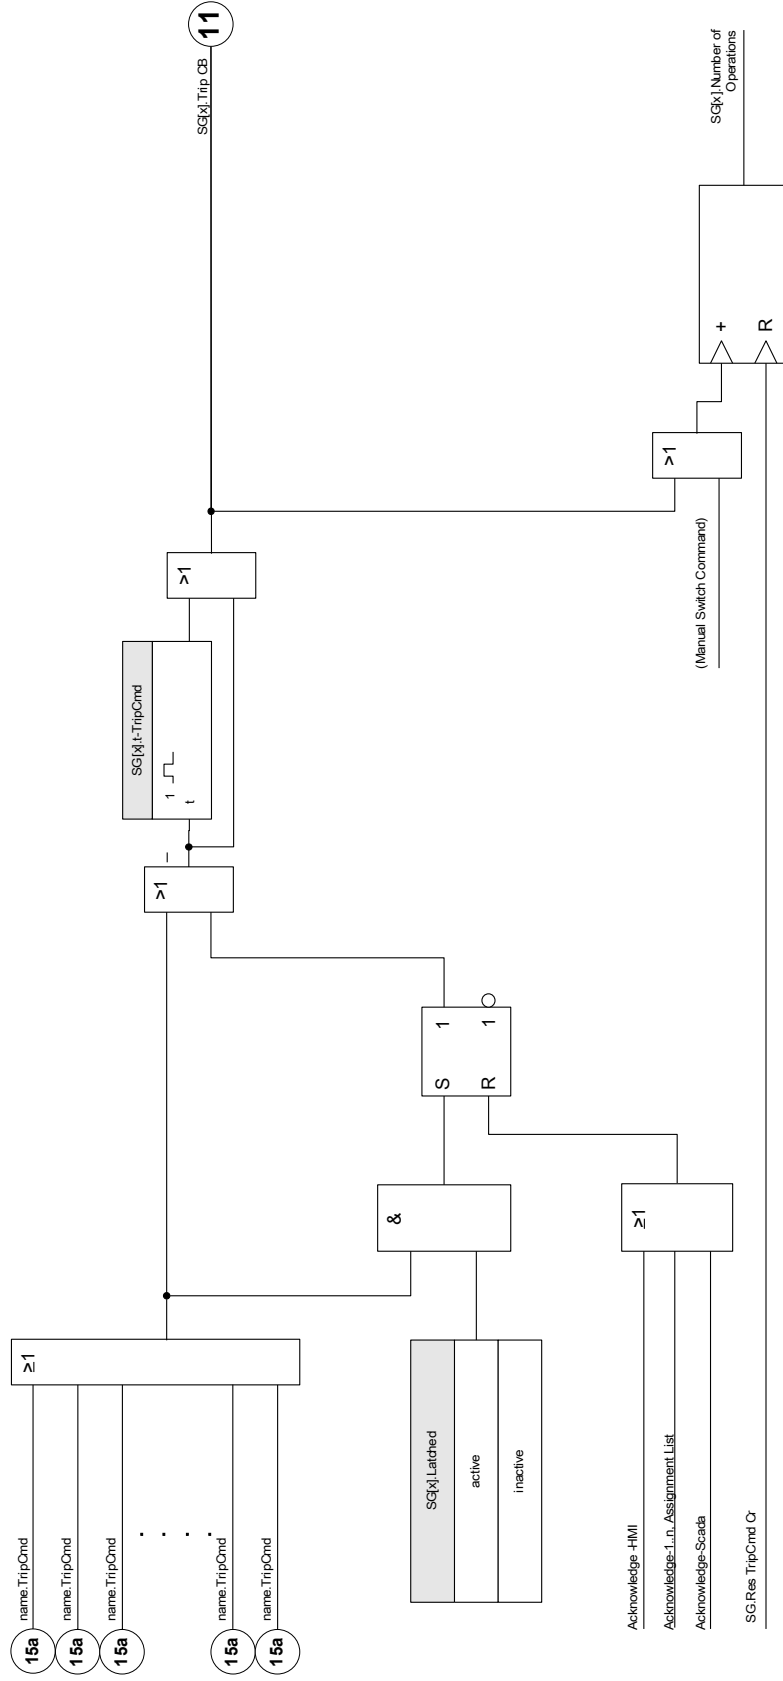 15a name.TripCmd
15a name.TripCmd
15a name.TripCmd
. . . .
15a name.TripCmd
15a name.TripCmd
≥1
SG[x].Latched
active
inactive
&
Acknowledge -HMI
Acknowledge-1..n, Assignment List
Acknowledge-Scada
≥1
SG.Res TripCmd Cr
S 1
R 1
>1
SG[x].t-TripCmd
1
t
>1
SG[x].Trip CB
11
(Manual Switch Command)
>1
+
R
SG[x].Number of
Operations